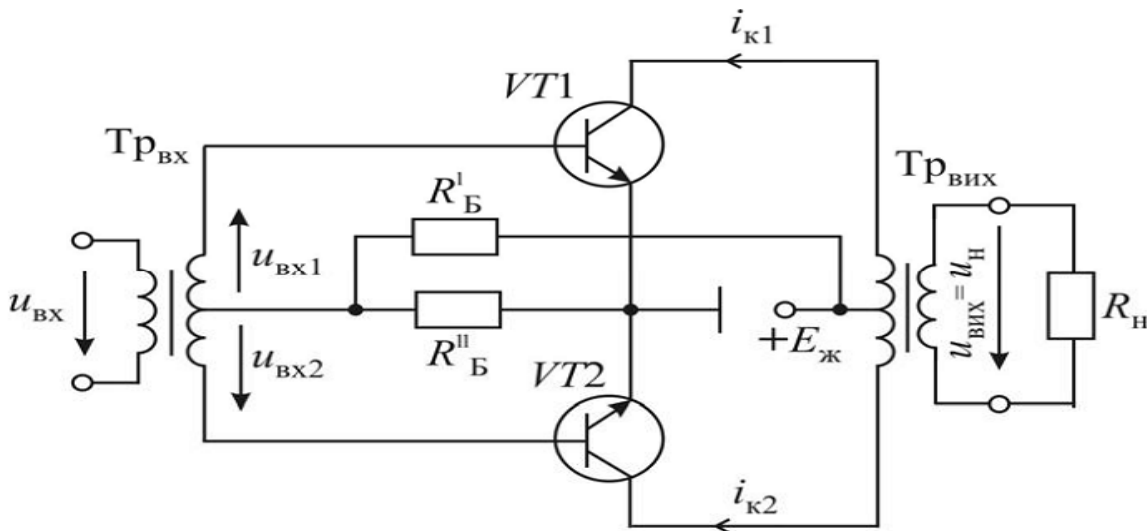 iк1
VT1
Трвх
Трвих
RᴵБ
uвх1
uвх
uвих = uн
Rн
+Eж
RᴵᴵБ
uвх2
VT2
iк2